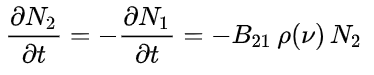 ∂N₂/∂t = −∂N₁/∂t = −B₂₁ ρ(ν) N₂